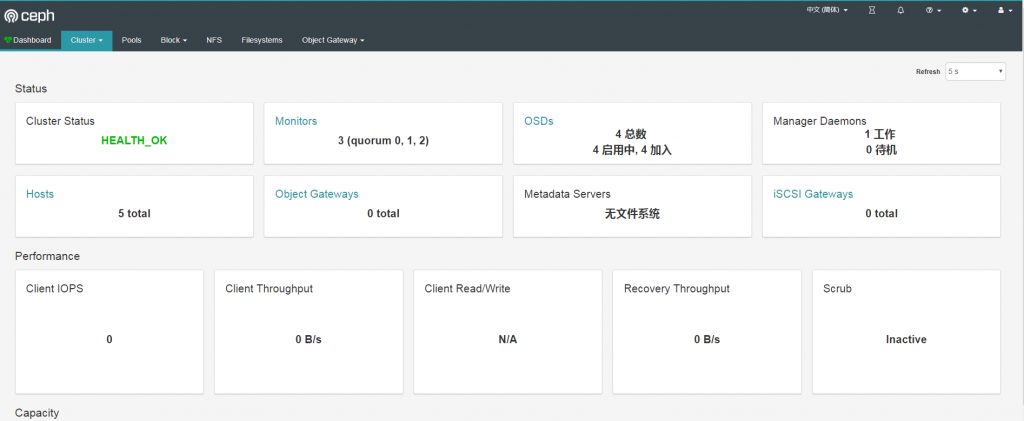 ceph
中文 (简体)
Dashboard Cluster Pools Block NFS Filesystems Object Gateway
Refresh 5 s
Status
Cluster Status
HEALTH_OK
Monitors
3 (quorum 0, 1, 2)
OSDs
4 总数
4 启用中, 4 加入
Manager Daemons
1 工作
0 待机
Hosts
5 total
Object Gateways
0 total
Metadata Servers
无文件系统
iSCSI Gateways
0 total
Performance
Client IOPS
0
Client Throughput
0 B/s
Client Read/Write
N/A
Recovery Throughput
0 B/s
Scrub
Inactive
Capacity